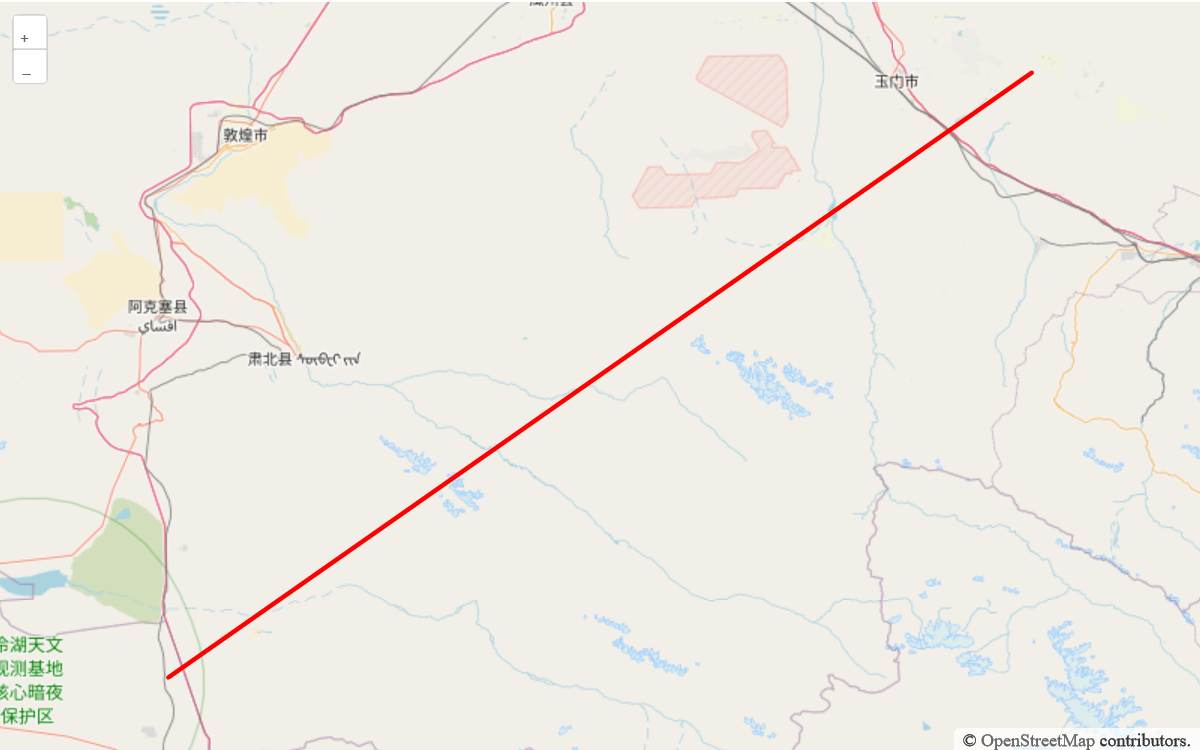 +
–
玉门市
敦煌市
阿克塞县
اقساي
肃北县
冷湖天文
观测基地
核心暗夜
保护区
© OpenStreetMap contributors.